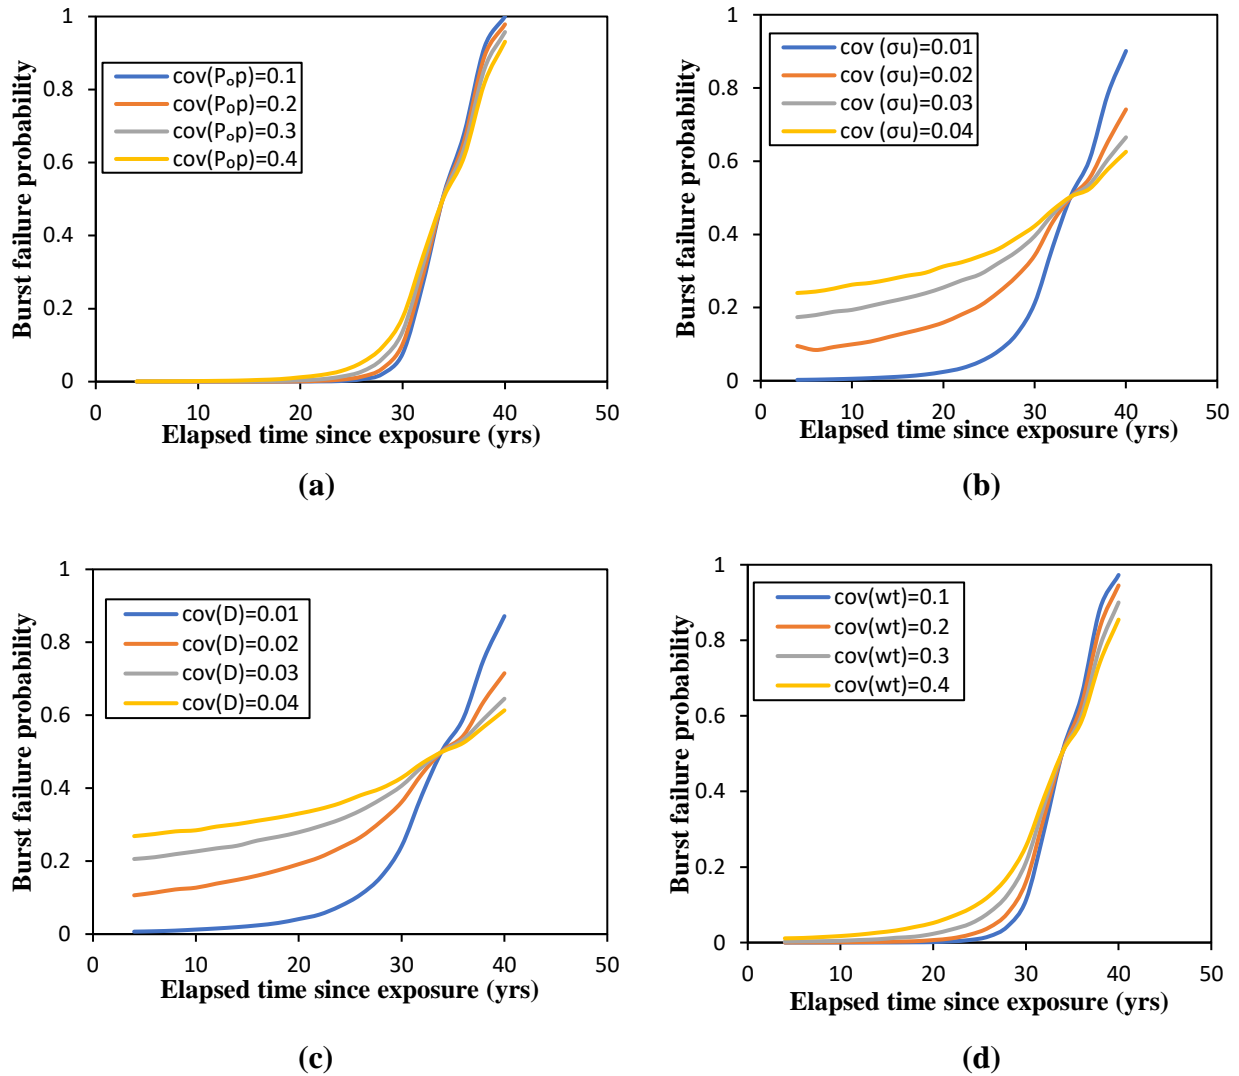 Burst failure probability
1
0.8
0.6
0.4
0.2
0
cov(Pₒp)=0.1
cov(Pₒp)=0.2
cov(Pₒp)=0.3
cov(Pₒp)=0.4
0 10 20 30 40 50
Elapsed time since exposure (yrs)
(a)
Burst failure probability
1
0.8
0.6
0.4
0.2
0
cov (σu)=0.01
cov (σu)=0.02
cov (σu)=0.03
cov (σu)=0.04
0 10 20 30 40 50
Elapsed time since exposure (yrs)
(b)
Burst failure probability
1
0.8
0.6
0.4
0.2
0
cov(D)=0.01
cov(D)=0.02
cov(D)=0.03
cov(D)=0.04
0 10 20 30 40 50
Elapsed time since exposure (yrs)
(c)
Burst failure probability
1
0.8
0.6
0.4
0.2
0
cov(wt)=0.1
cov(wt)=0.2
cov(wt)=0.3
cov(wt)=0.4
0 10 20 30 40 50
Elapsed time since exposure (yrs)
(d)